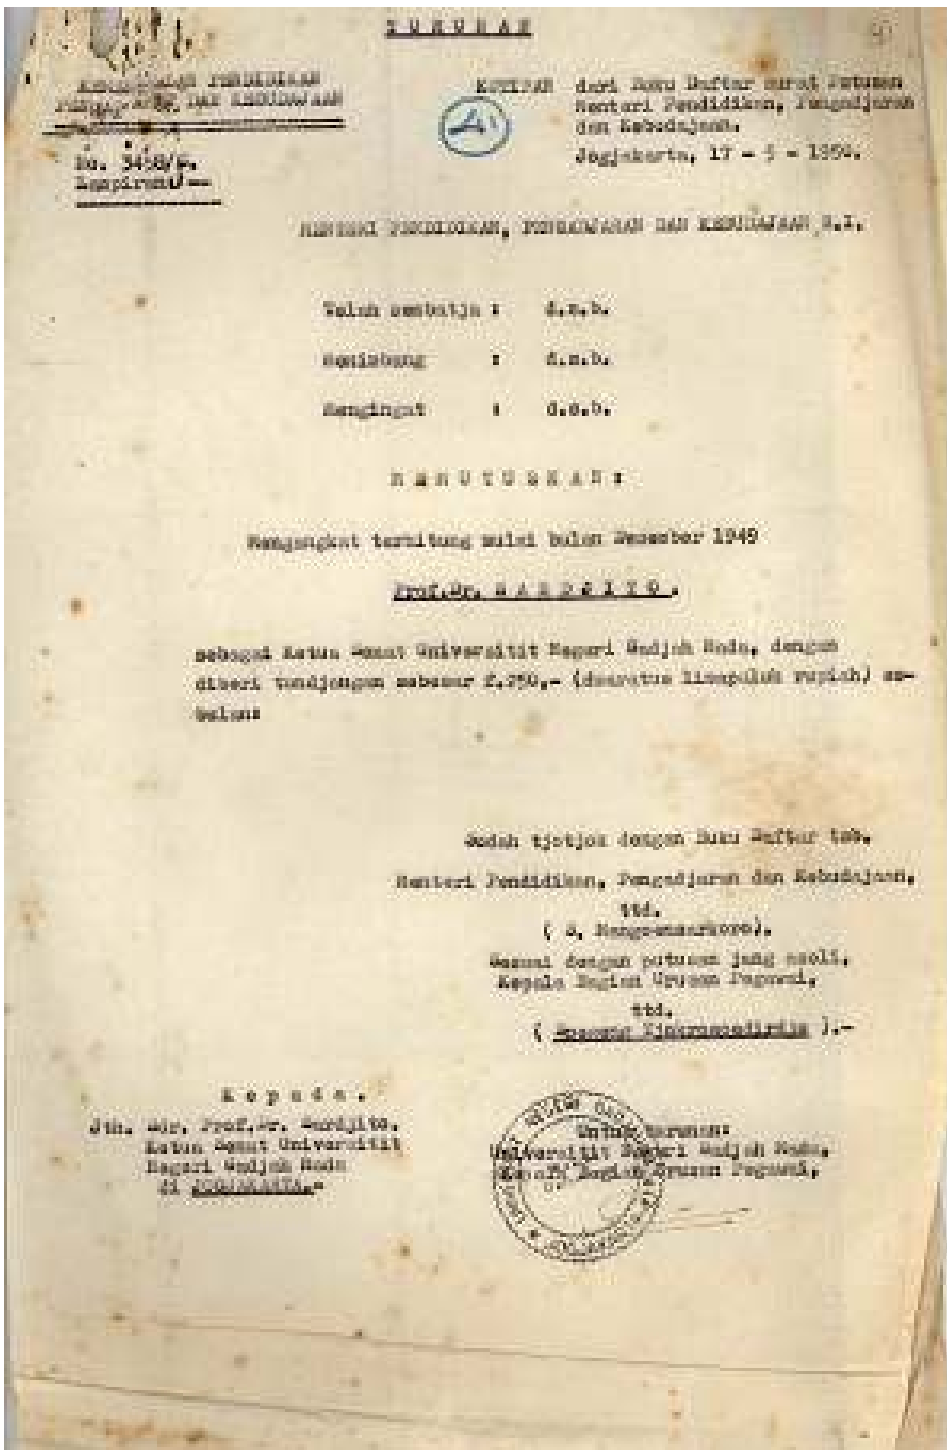 TURUNAN
KEMENTERIAN PENDIDIKAN
PENGADJARAN DAN KEBUDAJAAN
KUTIPAN dari Buku Daftar surat Putusan
Menteri Pendidikan, Pengadjaran
dan Kebudajaan.
Jogjakarta, 17 - 5 - 1950.
No. 3458/B.
Lampiran:--
MENTERI PENDIDIKAN, PENGADJARAN DAN KEBUDAJAAN R.I.
Telah membatja : d.s.b.
Menimbang : d.s.b.
Mengingat : d.s.b.
M E M U T U S K A N :
Mengangkat terhitung mulai bulan Desember 1949
Prof.Dr. S A R D J I T O .
sebagai Ketua Senat Universitit Negeri Gadjah Mada, dengan
diberi tundjangan sebesar f.250,- (duaratus limapuluh rupiah) se-
bulan:
Sudah tjotjok dengan Buku Daftar tsb.
Menteri Pendidikan, Pengadjaran dan Kebudajaan,
ttd.
( S. Mangoensarkoro).
Sesuai dengan putusan jang asli,
Kepala Bagian Urusan Pegawai,
ttd.
K e p a d a .
Jth. Sdr. Prof.Dr. Sardjito.
Ketua Senat Universitit
Negeri Gadjah Mada
di JOGJAKARTA.-
Untuk turunan:
Universitit Negeri Gadjah Mada,
Kepala Bagian Urusan Pegawai,